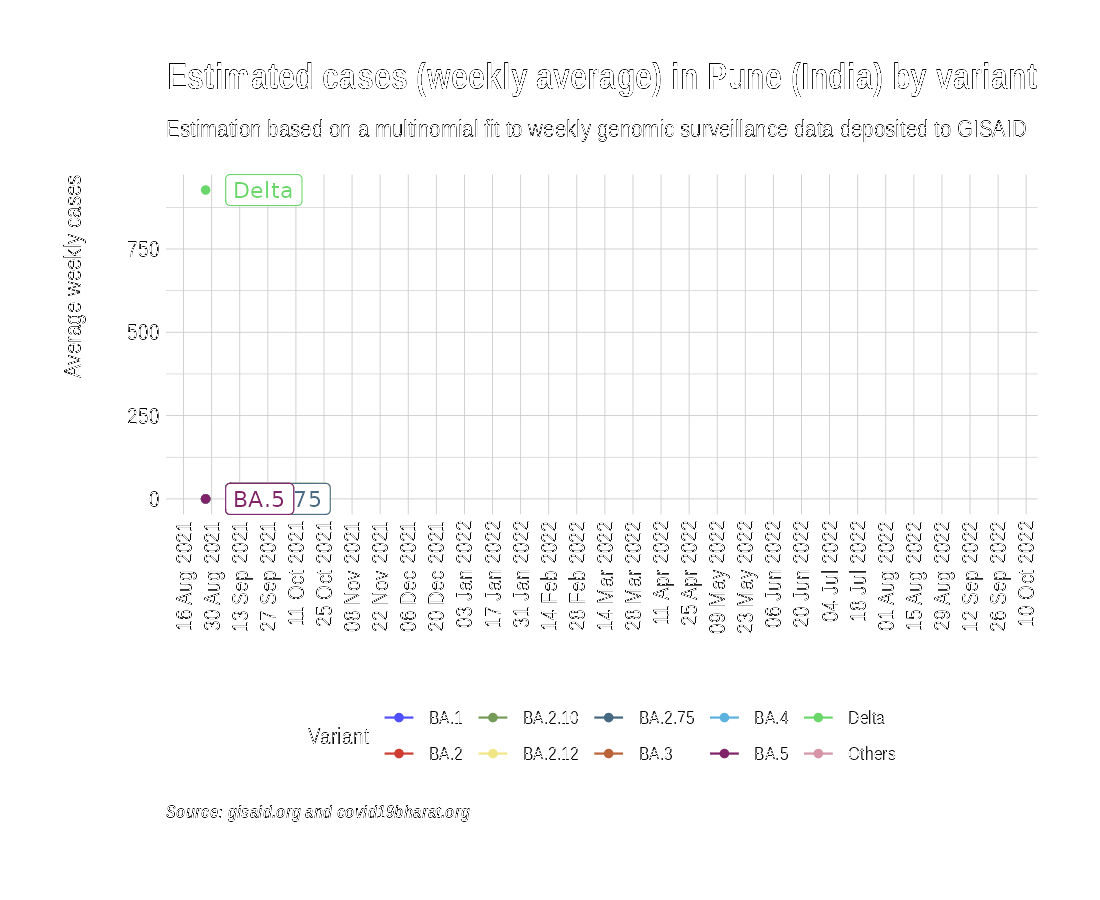 Estimated cases (weekly average) in Pune (India) by variant
Estimation based on a multinomial fit to weekly genomic surveillance data deposited to GISAID
Average weekly cases
Delta
750
500
250
0
BA.5
75
16 Aug 2021
30 Aug 2021
13 Sep 2021
27 Sep 2021
11 Oct 2021
25 Oct 2021
08 Nov 2021
22 Nov 2021
06 Dec 2021
20 Dec 2021
03 Jan 2022
17 Jan 2022
31 Jan 2022
14 Feb 2022
28 Feb 2022
14 Mar 2022
28 Mar 2022
11 Apr 2022
25 Apr 2022
09 May 2022
23 May 2022
06 Jun 2022
20 Jun 2022
04 Jul 2022
18 Jul 2022
01 Aug 2022
15 Aug 2022
29 Aug 2022
12 Sep 2022
26 Sep 2022
10 Oct 2022
Variant
BA.1 BA.2.10 BA.2.75 BA.4 Delta
BA.2 BA.2.12 BA.3 BA.5 Others
Source: gisaid.org and covid19bharat.org